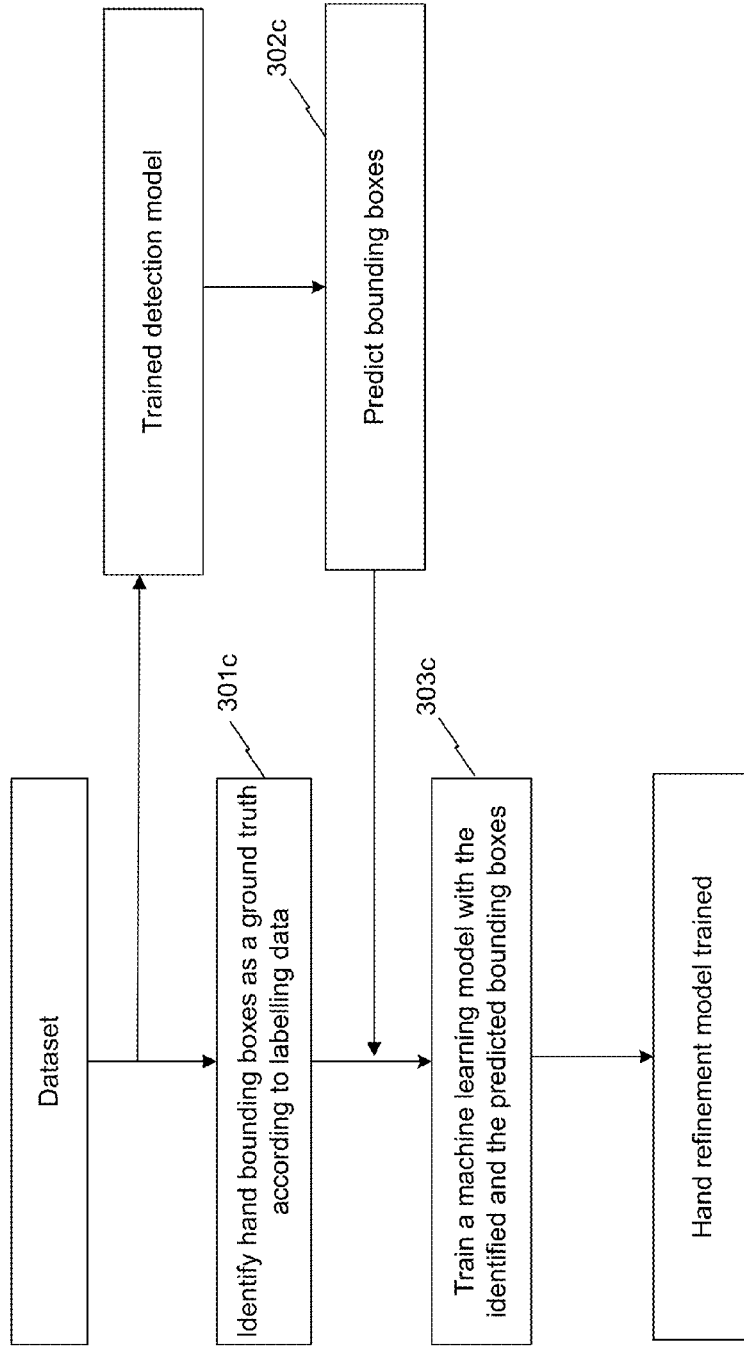 Dataset
Trained detection model
301c
Identify hand bounding boxes as a ground truth
according to labelling data
302c
Predict bounding boxes
303c
Train a machine learning model with the
identified and the predicted bounding boxes
Hand refinement model trained